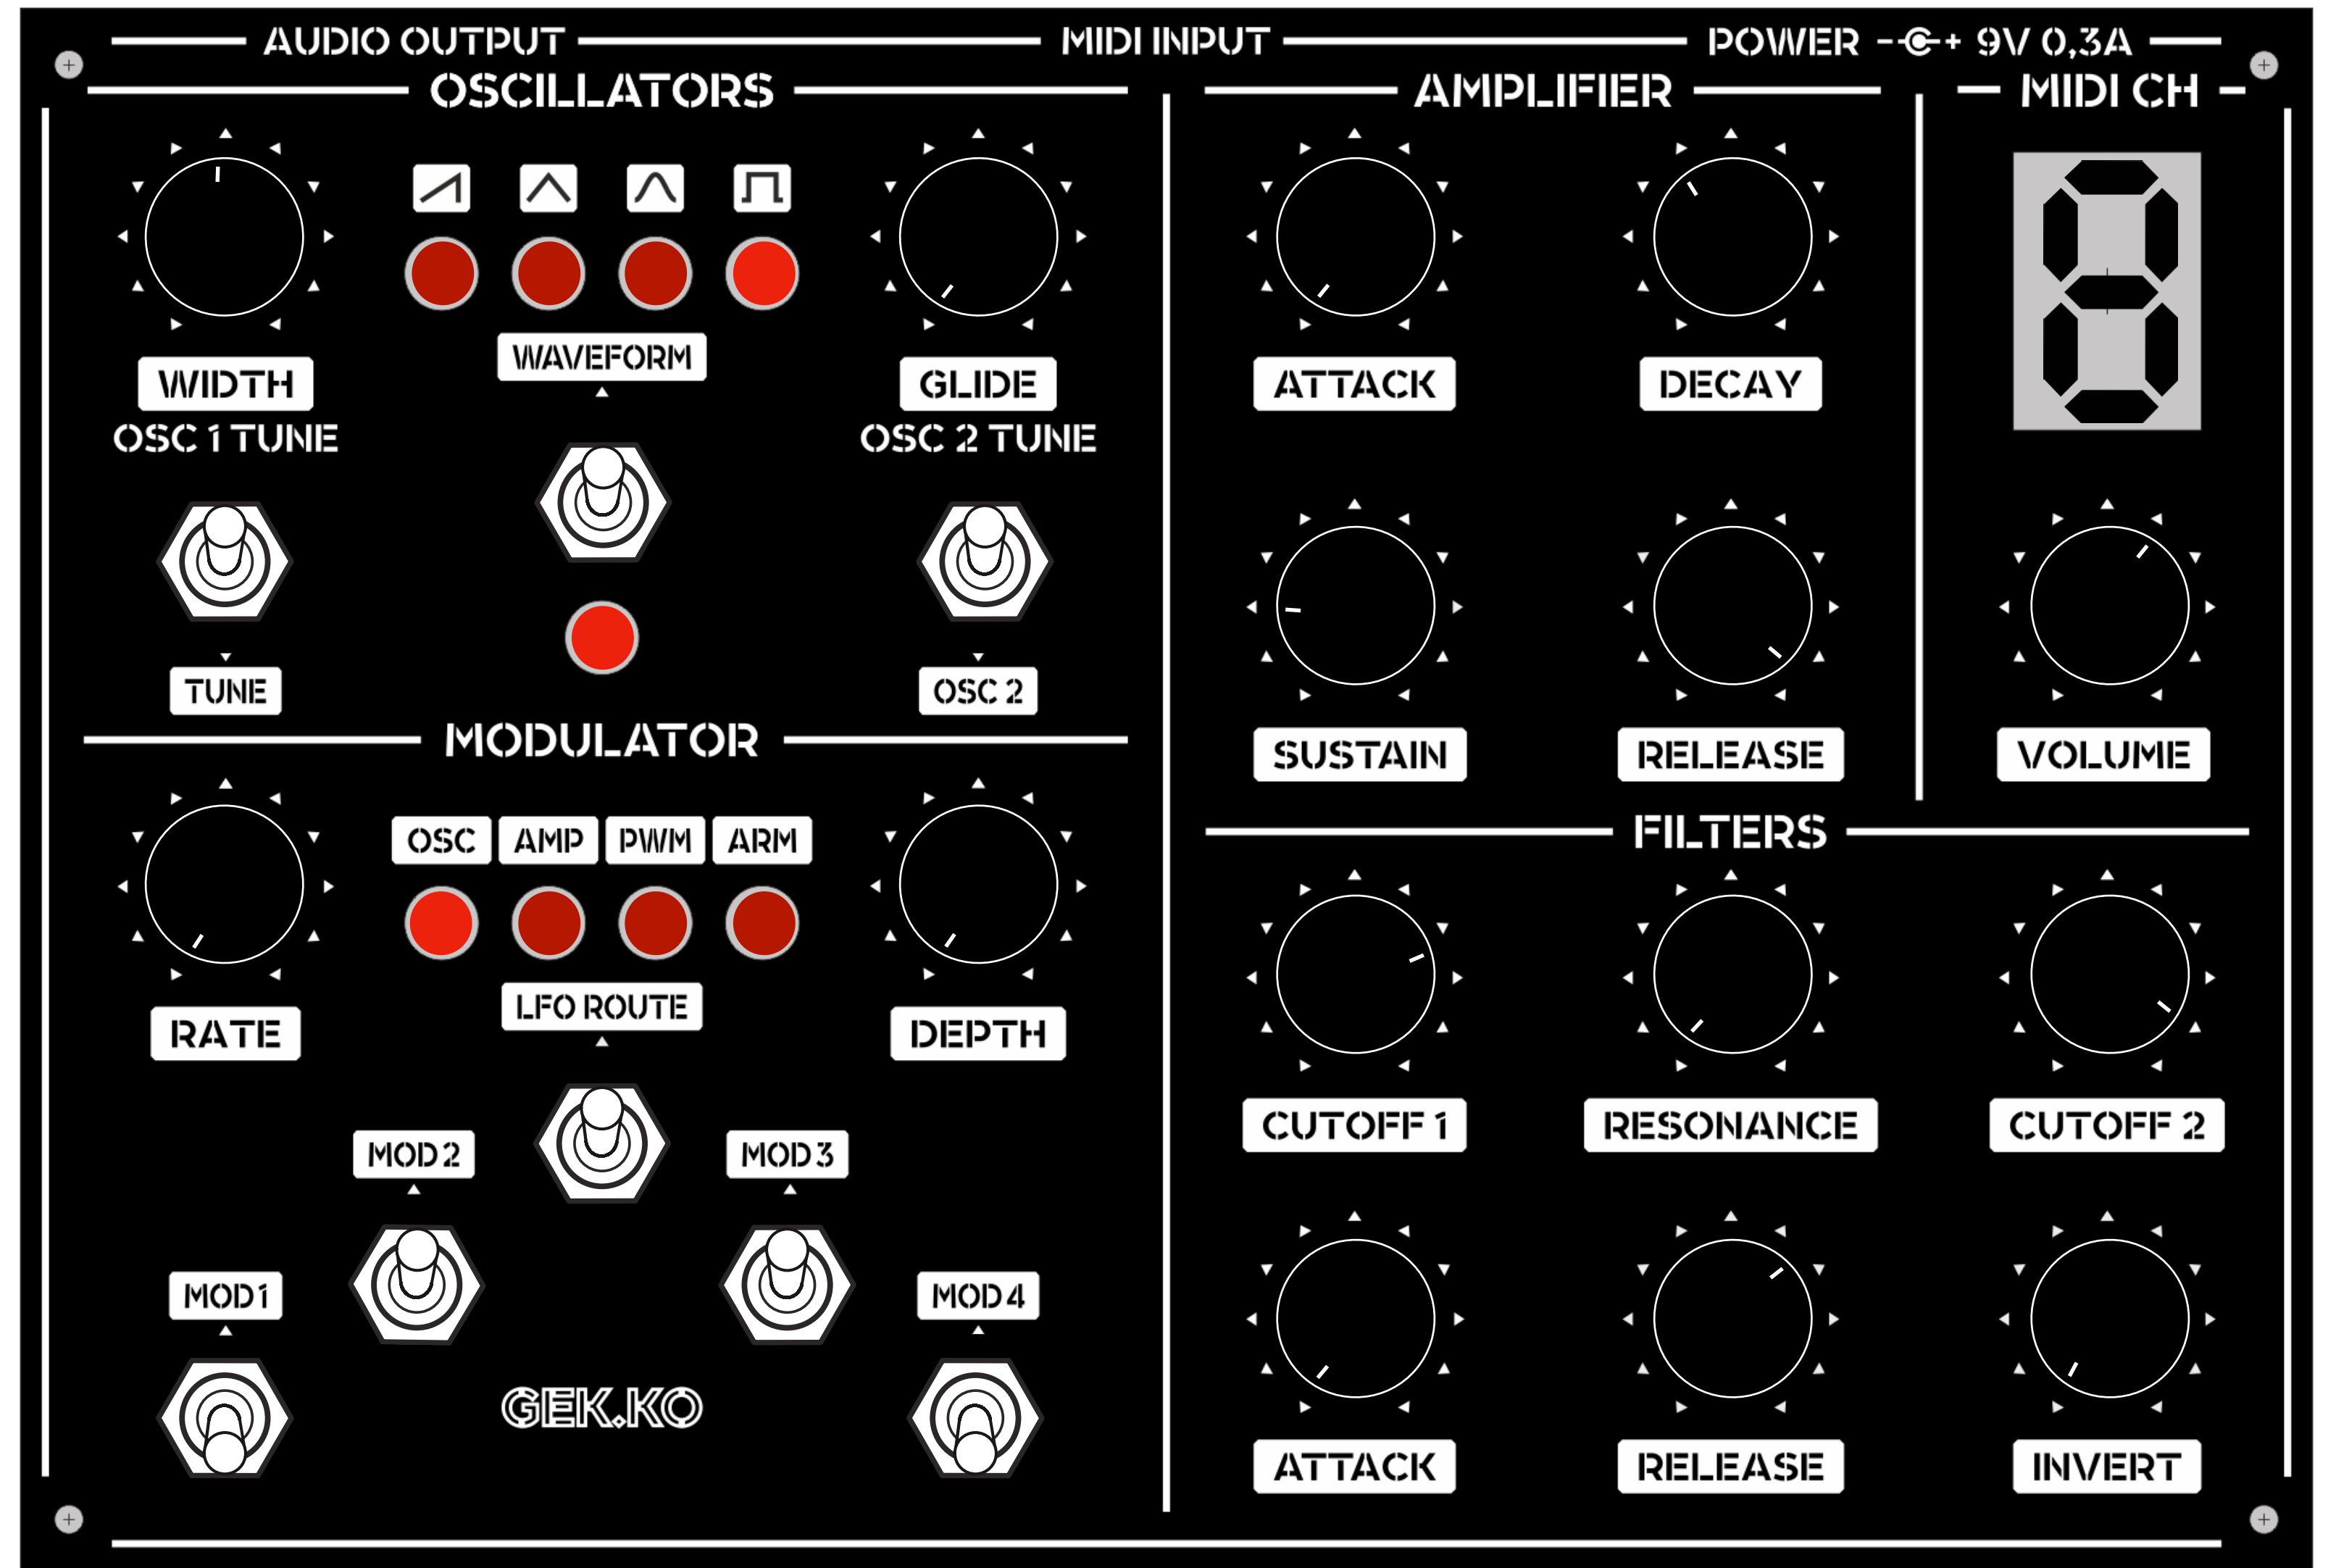 AUDIO OUTPUT MIDI INPUT POWER - + 9V 0,3A
OSCILLATORS
WIDTH
OSC 1 TUNE
WAVEFORM
GLIDE
OSC 2 TUNE
TUNE
OSC 2
MODULATOR
RATE
OSC AMP PWM ARM
LFO ROUTE
DEPTH
MOD 2
MOD 3
MOD 1
MOD 4
GEK.KO
AMPLIFIER
ATTACK
DECAY
SUSTAIN
RELEASE
MIDI CH
8
VOLUME
FILTERS
CUTOFF 1
RESONANCE
CUTOFF 2
ATTACK
RELEASE
INVERT